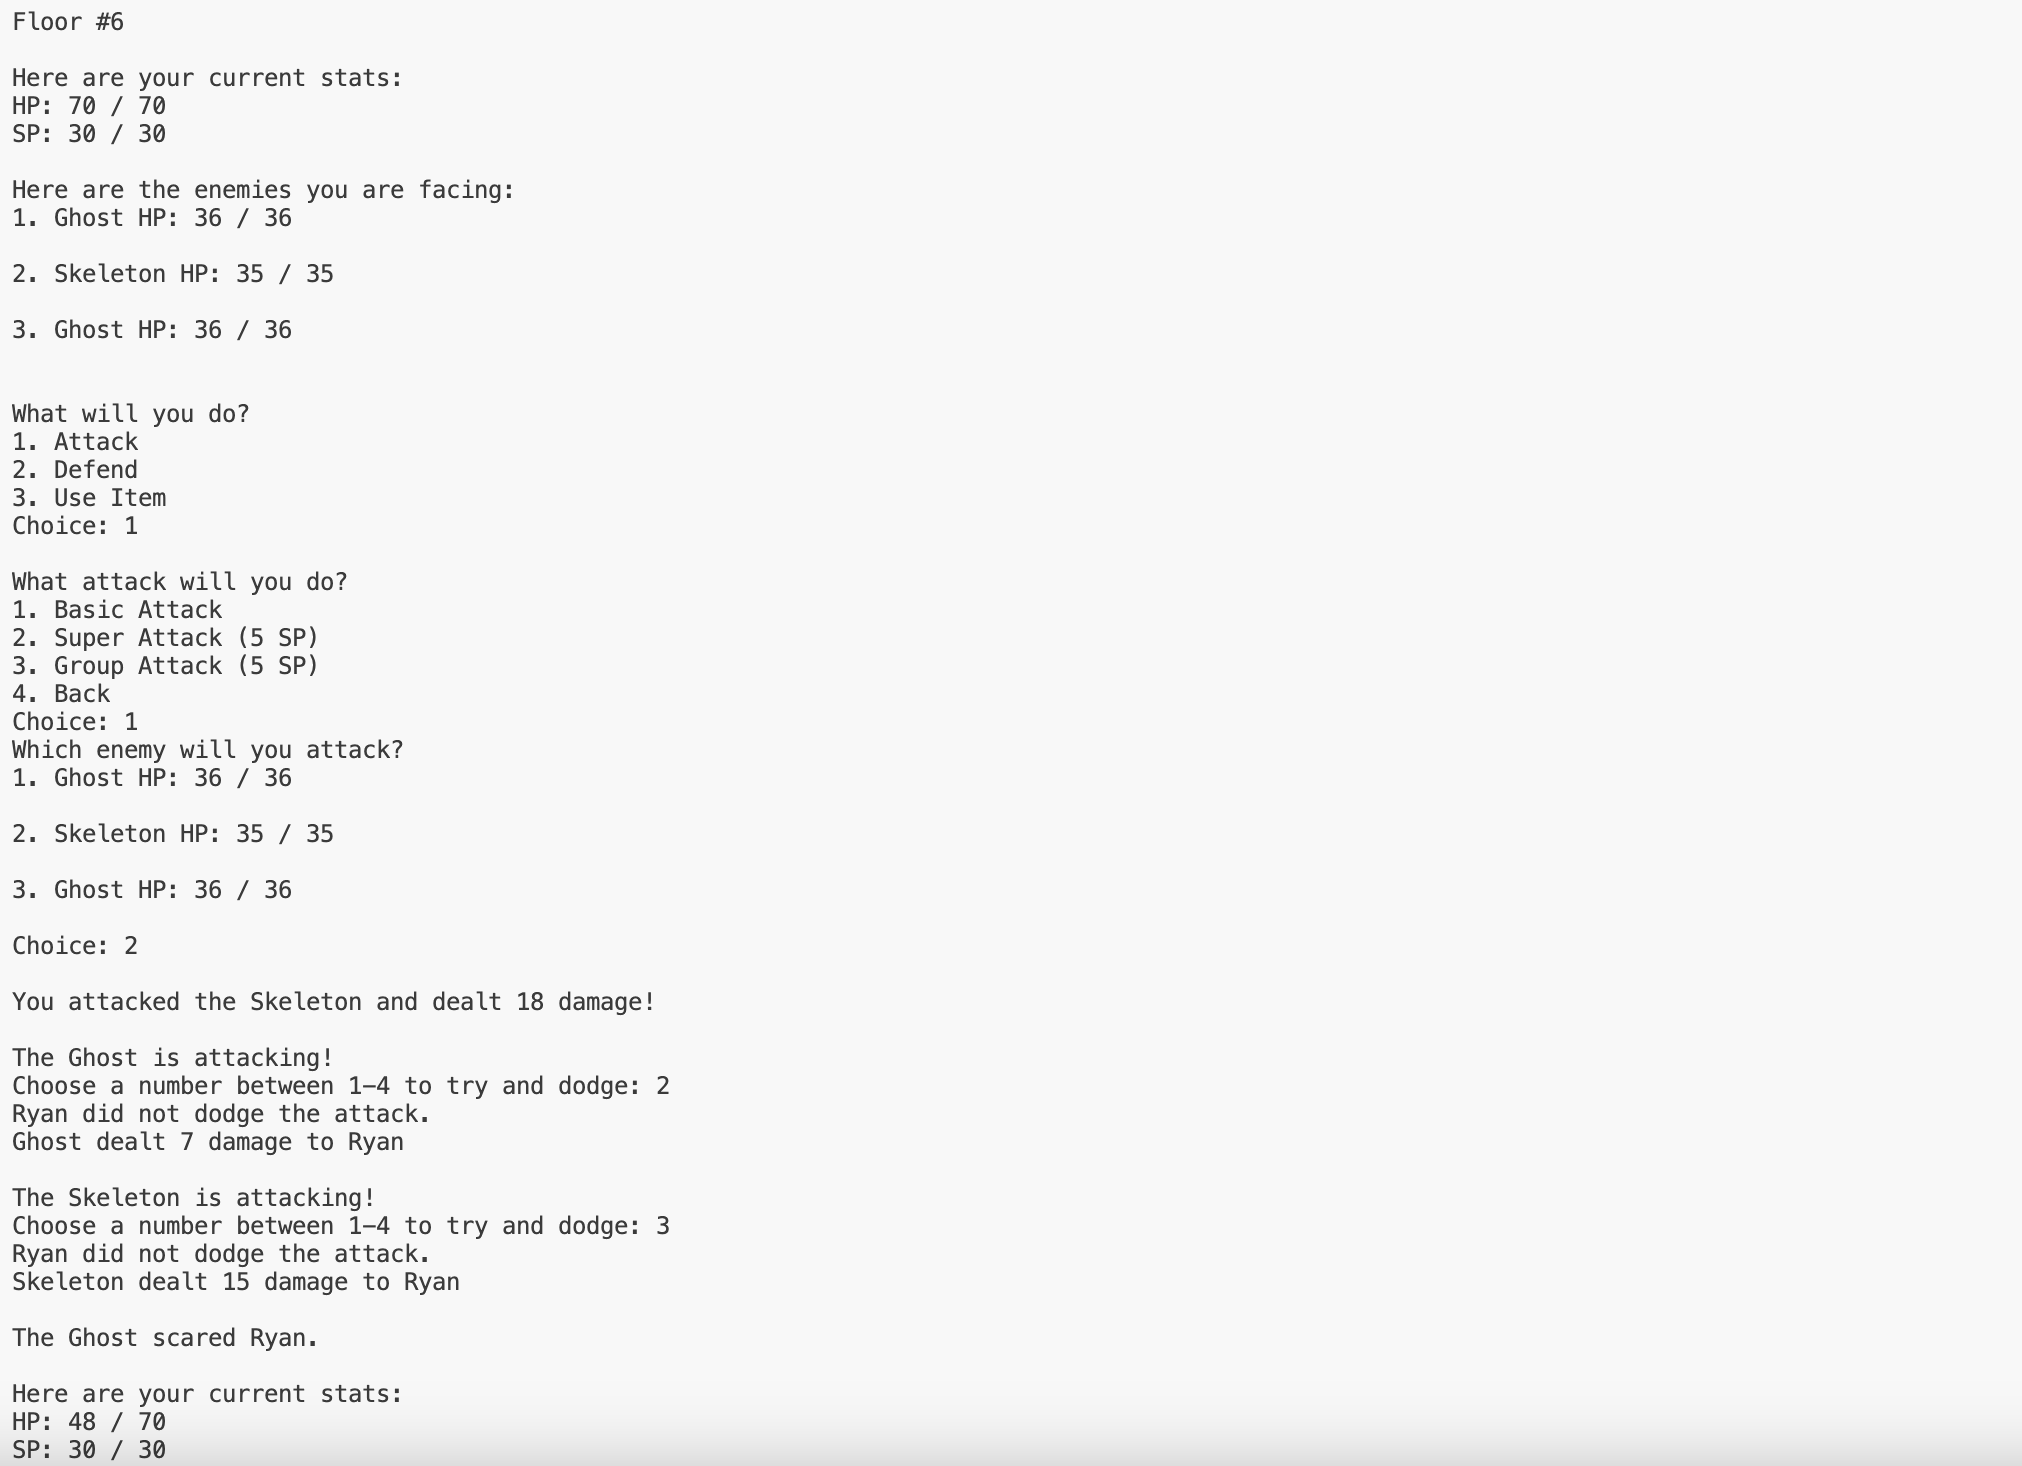 Floor #6
Here are your current stats:
HP: 70 / 70
SP: 30 / 30
Here are the enemies you are facing:
1. Ghost HP: 36 / 36
2. Skeleton HP: 35 / 35
3. Ghost HP: 36 / 36
What will you do?
1. Attack
2. Defend
3. Use Item
Choice: 1
What attack will you do?
1. Basic Attack
2. Super Attack (5 SP)
3. Group Attack (5 SP)
4. Back
Choice: 1
Which enemy will you attack?
1. Ghost HP: 36 / 36
2. Skeleton HP: 35 / 35
3. Ghost HP: 36 / 36
Choice: 2
You attacked the Skeleton and dealt 18 damage!
The Ghost is attacking!
Choose a number between 1–4 to try and dodge: 2
Ryan did not dodge the attack.
Ghost dealt 7 damage to Ryan
The Skeleton is attacking!
Choose a number between 1–4 to try and dodge: 3
Ryan did not dodge the attack.
Skeleton dealt 15 damage to Ryan
The Ghost scared Ryan.
Here are your current stats:
HP: 48 / 70
SP: 30 / 30